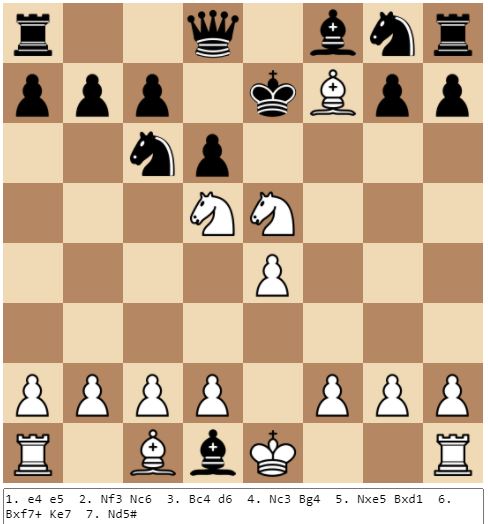 1. e4 e5  2. Nf3 Nc6  3. Bc4 d6  4. Nc3 Bg4  5. Nxe5 Bxd1  6.
Bxf7+ Ke7  7. Nd5#